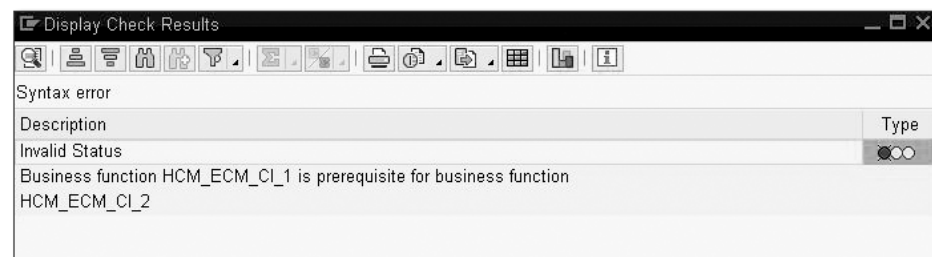 Display Check Results
Syntax error
Description Type
Invalid Status
Business function HCM_ECM_CI_1 is prerequisite for business function
HCM_ECM_CI_2